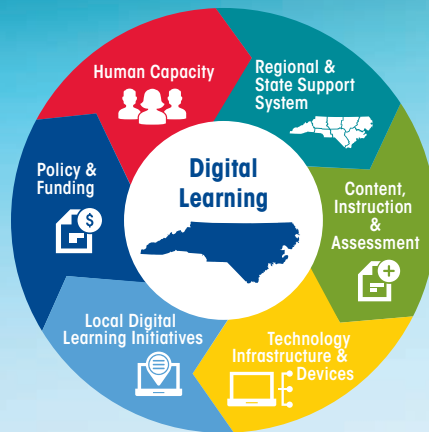 Human Capacity
Regional &
State Support
System
Policy &
Funding
$
Digital
Learning
Content,
Instruction
&
Assessment
Local Digital
Learning Initiatives
Technology
Infrastructure &
Devices